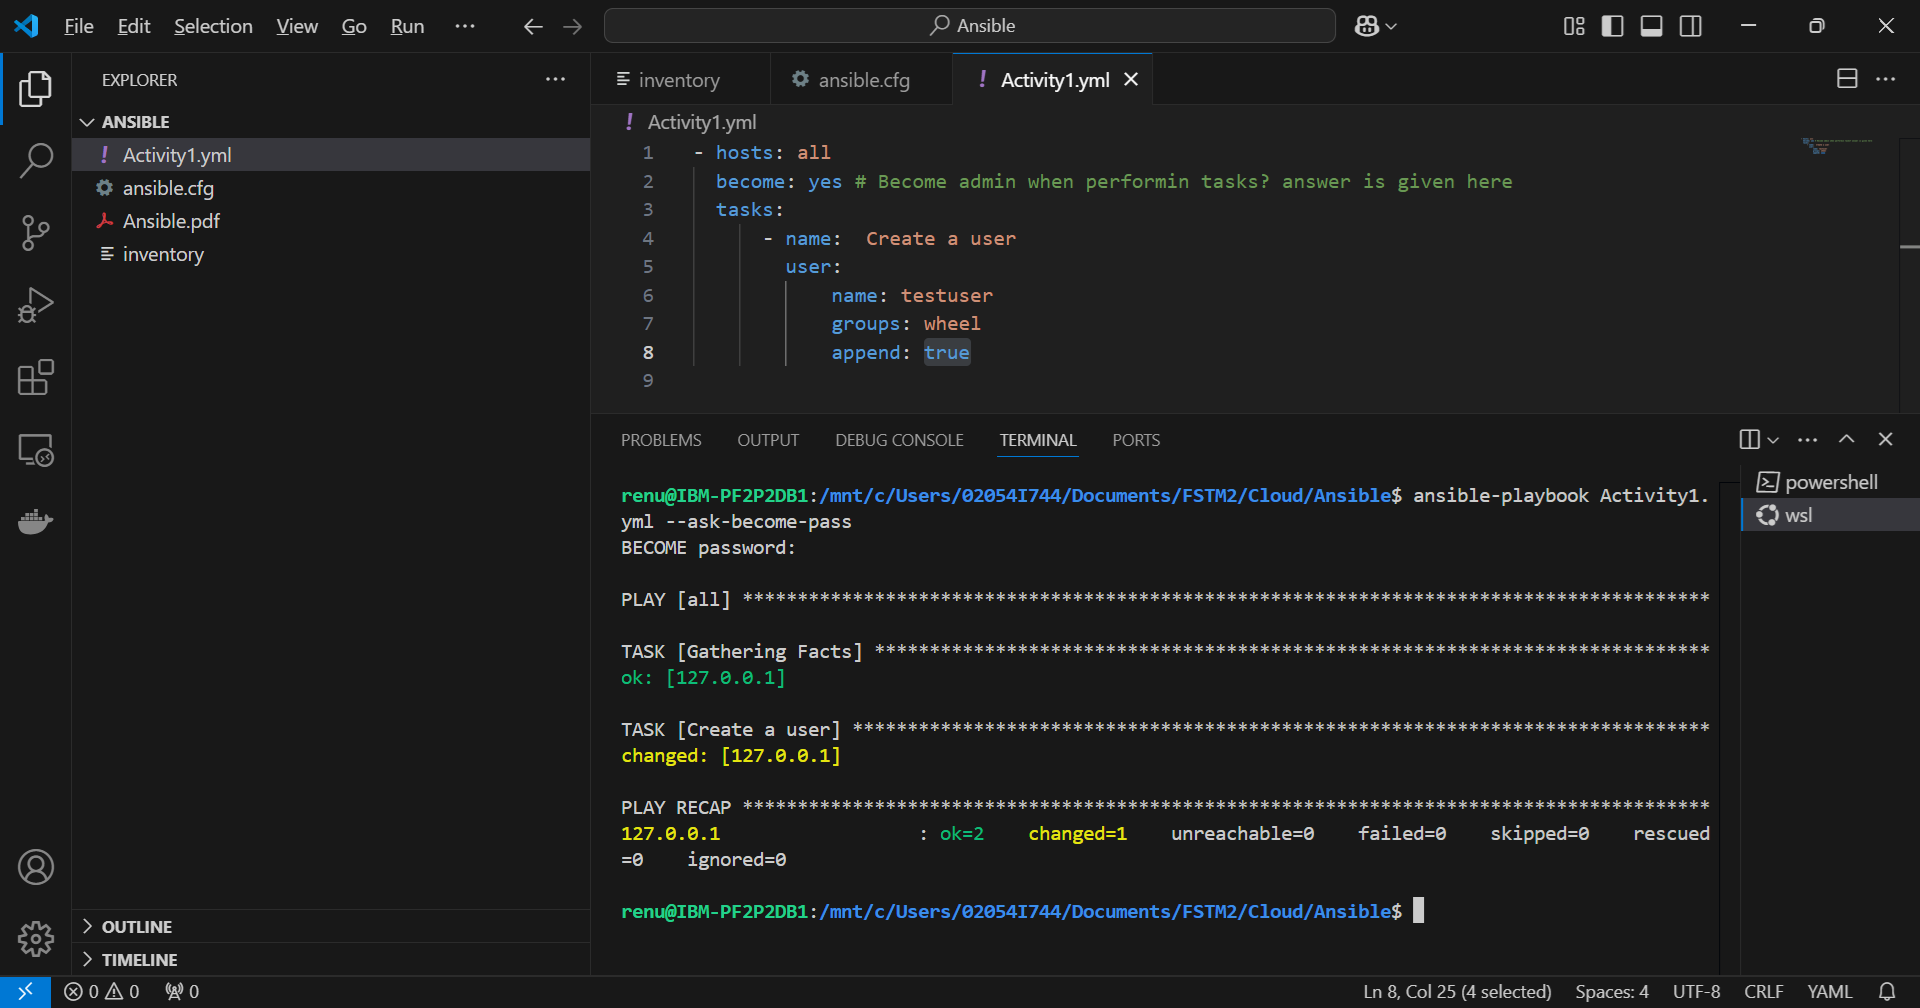 File Edit Selection View Go Run ··· Ansible
EXPLORER ···
ANSIBLE
! Activity1.yml
ansible.cfg
Ansible.pdf
inventory
OUTLINE
TIMELINE
inventory ansible.cfg ! Activity1.yml
! Activity1.yml
1 - hosts: all
2 become: yes # Become admin when performin tasks? answer is given here
3 tasks:
4 - name:  Create a user
5 user:
6 name: testuser
7 groups: wheel
8 append: true
9
PROBLEMS OUTPUT DEBUG CONSOLE TERMINAL PORTS
powershell
wsl
renu@IBM-PF2P2DB1:/mnt/c/Users/02054I744/Documents/FSTM2/Cloud/Ansible$ ansible-playbook Activity1.
yml --ask-become-pass
BECOME password:
PLAY [all] ****************************************************************************************
TASK [Gathering Facts] ****************************************************************************
ok: [127.0.0.1]
TASK [Create a user] ******************************************************************************
changed: [127.0.0.1]
PLAY RECAP ****************************************************************************************
127.0.0.1                  : ok=2    changed=1    unreachable=0    failed=0    skipped=0    rescued
=0    ignored=0
renu@IBM-PF2P2DB1:/mnt/c/Users/02054I744/Documents/FSTM2/Cloud/Ansible$
0 0 0 Ln 8, Col 25 (4 selected) Spaces: 4 UTF-8 CRLF YAML